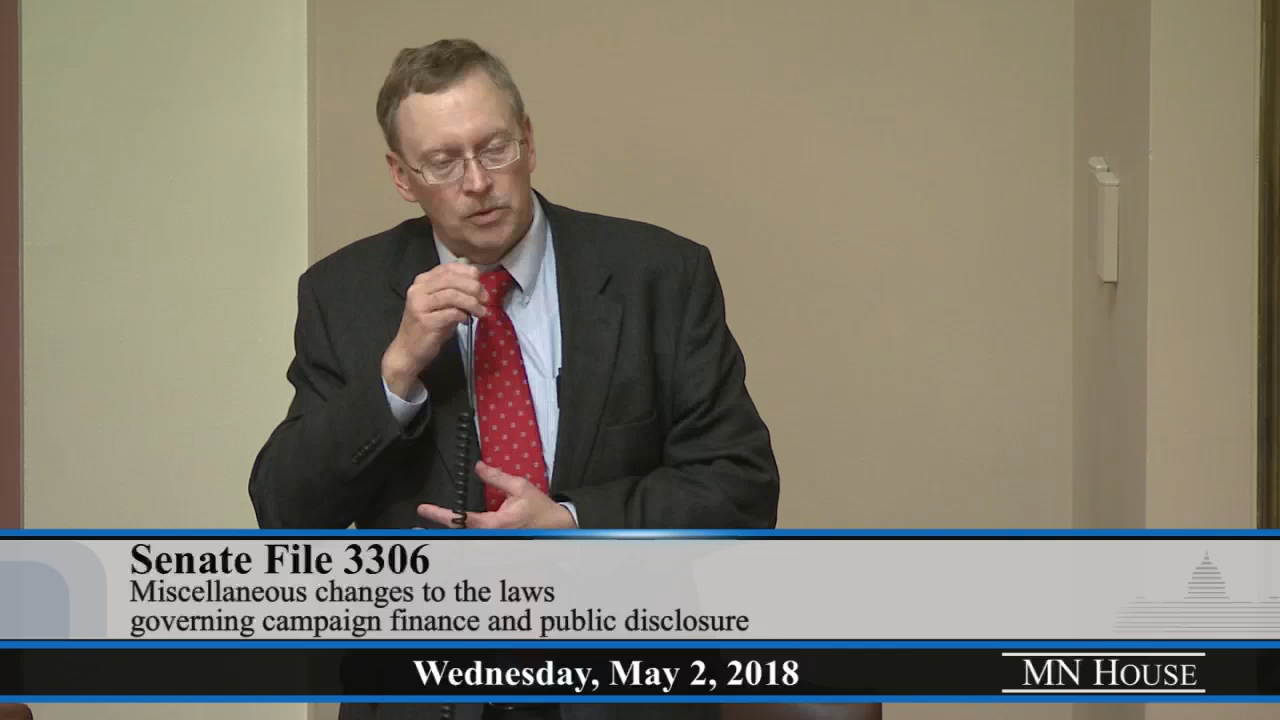 Senate File 3306
Miscellaneous changes to the laws
governing campaign finance and public disclosure
Wednesday, May 2, 2018
MN HOUSE